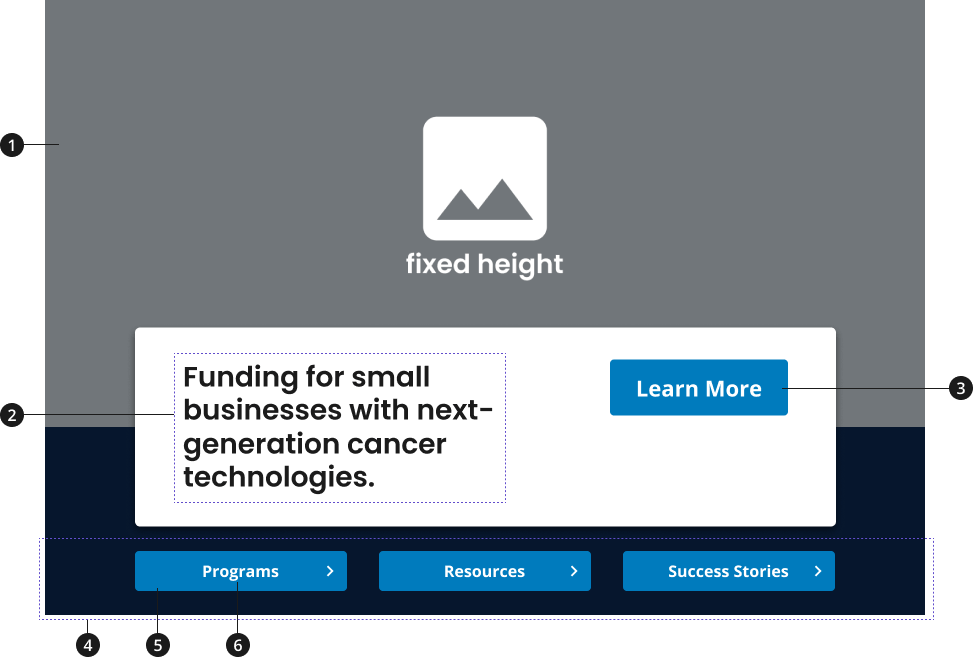 1
fixed height
Funding for small
businesses with next-
generation cancer
technologies.
Learn More
2
3
Programs
Resources
Success Stories
4
5
6